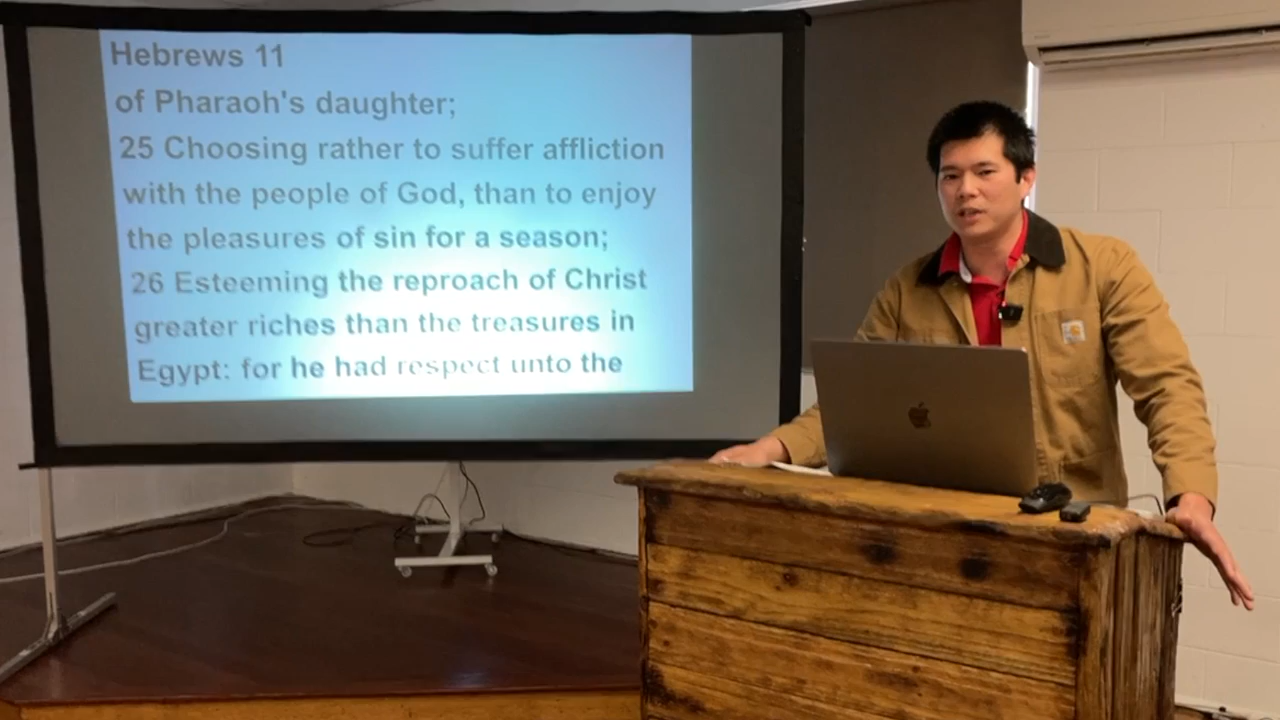 Hebrews 11
of Pharaoh's daughter;
25 Choosing rather to suffer affliction
with the people of God, than to enjoy
the pleasures of sin for a season;
26 Esteeming the reproach of Christ
greater riches than the treasures in
Egypt: for he had respect unto the